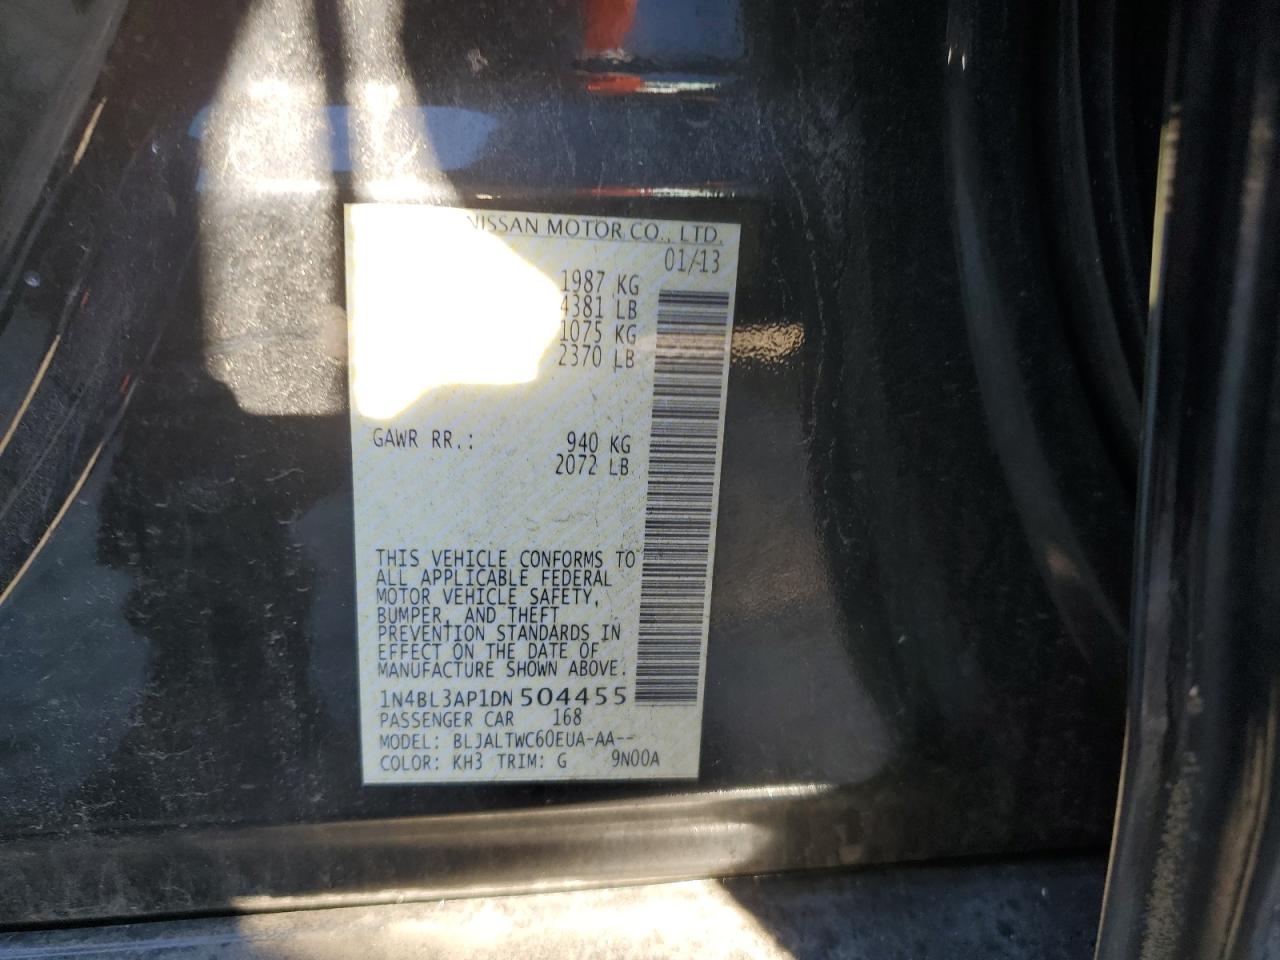 NISSAN MOTOR CO., LTD.
01/13
1987 KG
4381 LB
1075 KG
2370 LB
GAWR RR.: 940 KG
2072 LB
THIS VEHICLE CONFORMS TO
ALL APPLICABLE FEDERAL
MOTOR VEHICLE SAFETY,
BUMPER, AND THEFT
PREVENTION STANDARDS IN
EFFECT ON THE DATE OF
MANUFACTURE SHOWN ABOVE.
1N4BL3AP1DN504455
PASSENGER CAR 168
MODEL: BLJALTWC60EUA-AA--
COLOR: KH3 TRIM: G 9N00A